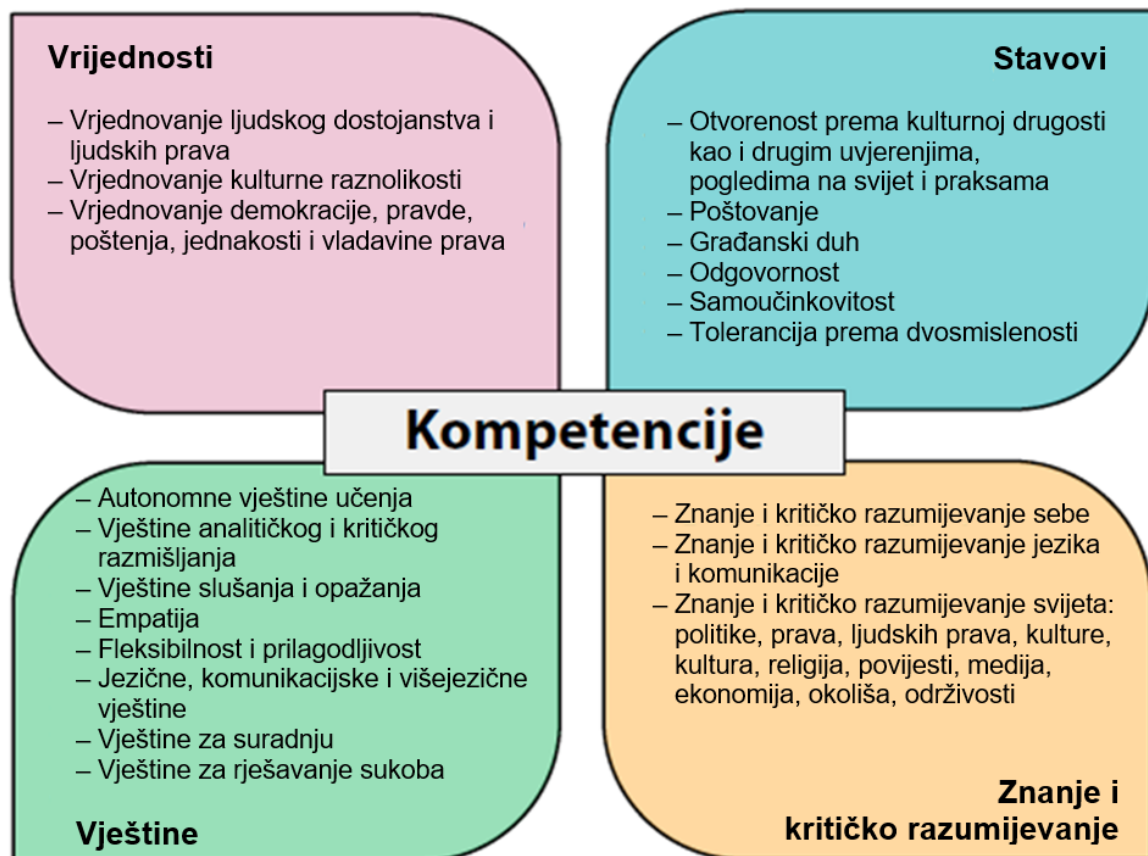 Vrijednosti
– Vrjednovanje ljudskog dostojanstva i
ljudskih prava
– Vrjednovanje kulturne raznolikosti
– Vrjednovanje demokracije, pravde,
poštenja, jednakosti i vladavine prava
Stavovi
– Otvorenost prema kulturnoj drugosti
kao i drugim uvjerenjima,
pogledima na svijet i praksama
– Poštovanje
– Građanski duh
– Odgovornost
– Samoučinkovitost
– Tolerancija prema dvosmislenosti
Kompetencije
– Autonomne vještine učenja
– Vještine analitičkog i kritičkog
razmišljanja
– Vještine slušanja i opažanja
– Empatija
– Fleksibilnost i prilagodljivost
– Jezične, komunikacijske i višejezične
vještine
– Vještine za suradnju
– Vještine za rješavanje sukoba
Vještine
– Znanje i kritičko razumijevanje sebe
– Znanje i kritičko razumijevanje jezika
i komunikacije
– Znanje i kritičko razumijevanje svijeta:
politike, prava, ljudskih prava, kulture,
kultura, religija, povijesti, medija,
ekonomija, okoliša, održivosti
Znanje i
kritičko razumijevanje